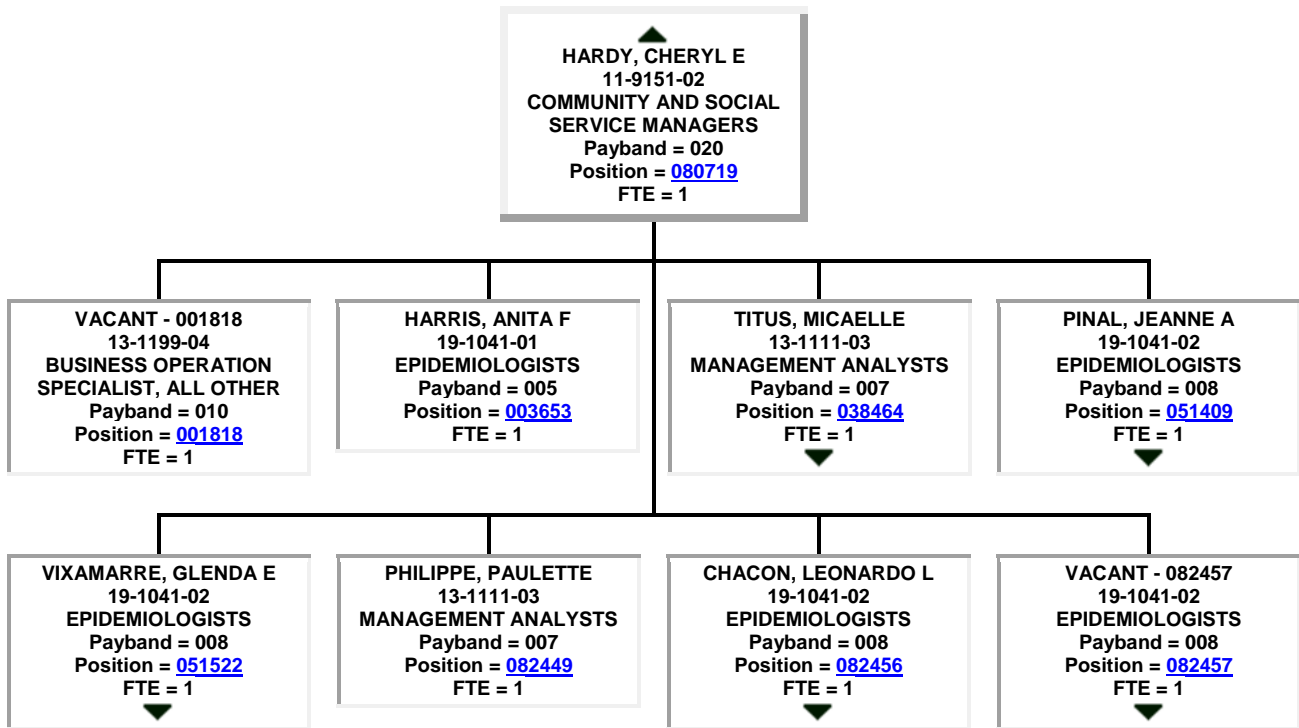 HARDY, CHERYL E
11-9151-02
COMMUNITY AND SOCIAL
SERVICE MANAGERS
Payband = 020
Position = 080719
FTE = 1
VACANT - 001818
13-1199-04
BUSINESS OPERATION
SPECIALIST, ALL OTHER
Payband = 010
Position = 001818
FTE = 1
HARRIS, ANITA F
19-1041-01
EPIDEMIOLOGISTS
Payband = 005
Position = 003653
FTE = 1
TITUS, MICAELLE
13-1111-03
MANAGEMENT ANALYSTS
Payband = 007
Position = 038464
FTE = 1
PINAL, JEANNE A
19-1041-02
EPIDEMIOLOGISTS
Payband = 008
Position = 051409
FTE = 1
VIXAMARRE, GLENDA E
19-1041-02
EPIDEMIOLOGISTS
Payband = 008
Position = 051522
FTE = 1
PHILIPPE, PAULETTE
13-1111-03
MANAGEMENT ANALYSTS
Payband = 007
Position = 082449
FTE = 1
CHACON, LEONARDO L
19-1041-02
EPIDEMIOLOGISTS
Payband = 008
Position = 082456
FTE = 1
VACANT - 082457
19-1041-02
EPIDEMIOLOGISTS
Payband = 008
Position = 082457
FTE = 1